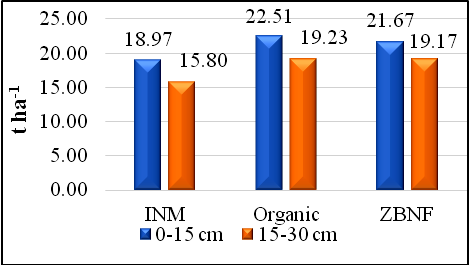 t ha-1
25.00
20.00
15.00
10.00
5.00
0.00
18.97
15.80
22.51
19.23
21.67
19.17
INM
Organic
ZBNF
0-15 cm
15-30 cm